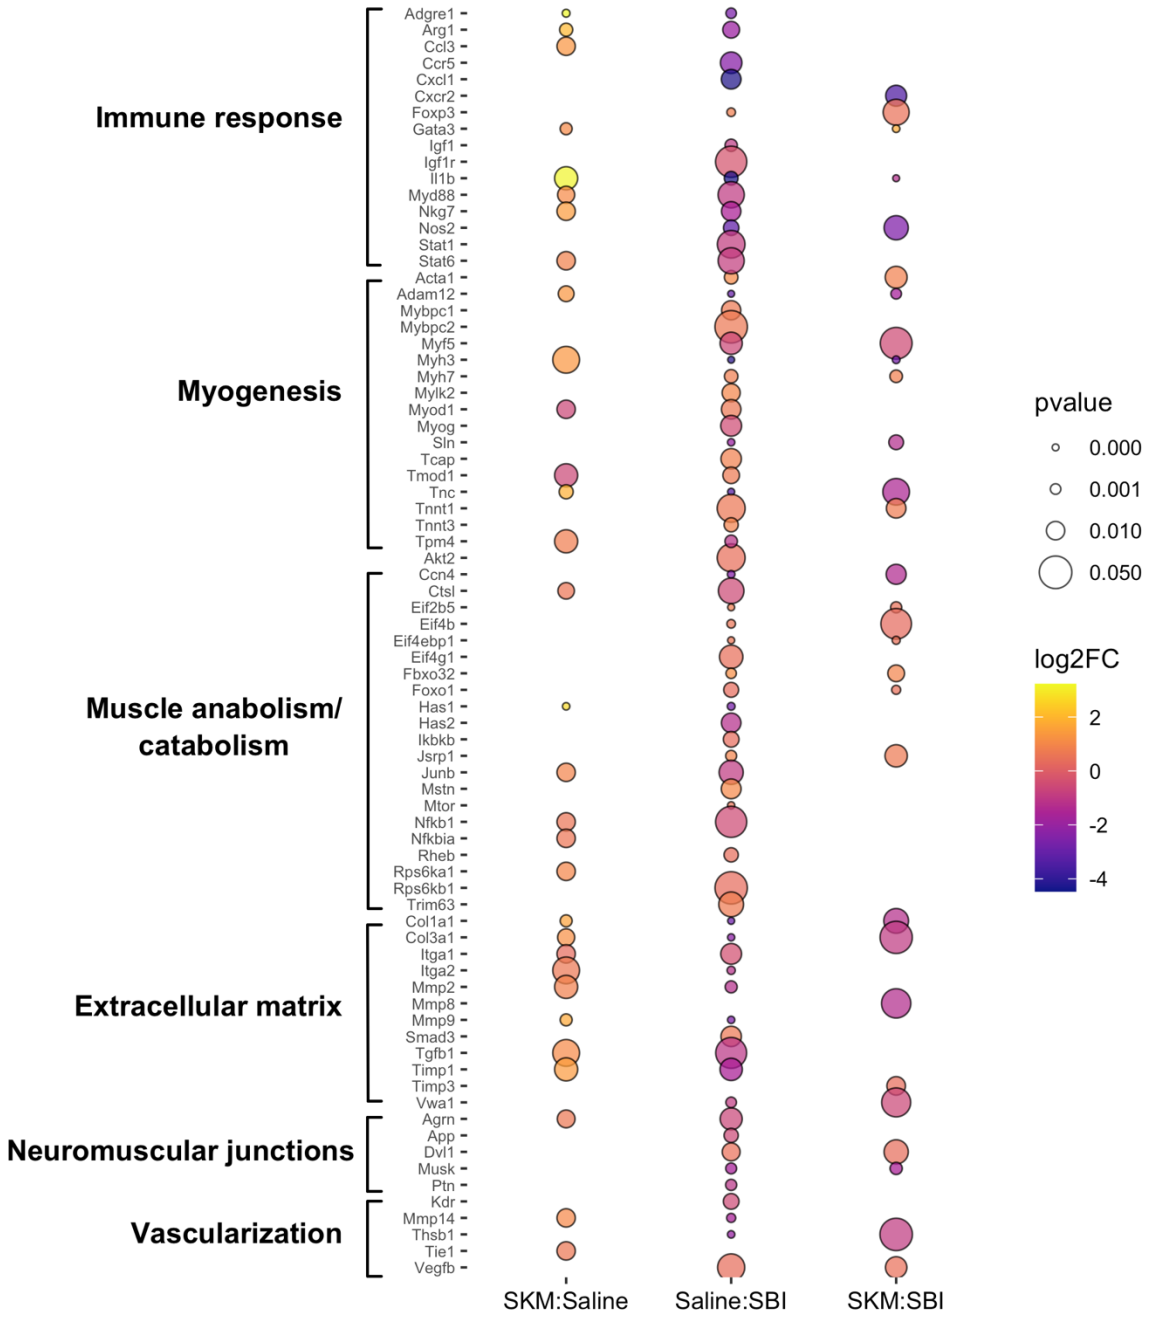 Immune response
Adgre1
Arg1
Ccl3
Ccr5
Cxcl1
Cxcr2
Foxp3
Gata3
Igf1
Igf1r
Il1b
Myd88
Nkg7
Nos2
Stat1
Stat6
Myogenesis
Acta1
Adam12
Mybpc1
Mybpc2
Myf5
Myh3
Myh7
Mylk2
Myod1
Myog
Sln
Tcap
Tmod1
Tnc
Tnnt1
Tnnt3
Tpm4
Muscle anabolism/
catabolism
Akt2
Ccn4
Ctsl
Eif2b5
Eif4b
Eif4ebp1
Eif4g1
Fbxo32
Foxo1
Has1
Has2
Ikbkb
Jsrp1
Junb
Mstn
Mtor
Nfkb1
Nfkbia
Rheb
Rps6ka1
Rps6kb1
Trim63
Extracellular matrix
Col1a1
Col3a1
Itga1
Itga2
Mmp2
Mmp8
Mmp9
Smad3
Tgfb1
Timp1
Timp3
Vwa1
Neuromuscular junctions
Agrn
App
Dvl1
Musk
Ptn
Vascularization
Kdr
Mmp14
Thsb1
Tie1
Vegfb
SKM:Saline
Saline:SBI
SKM:SBI
pvalue
0.000
0.001
0.010
0.050
log2FC
2
0
-2
-4